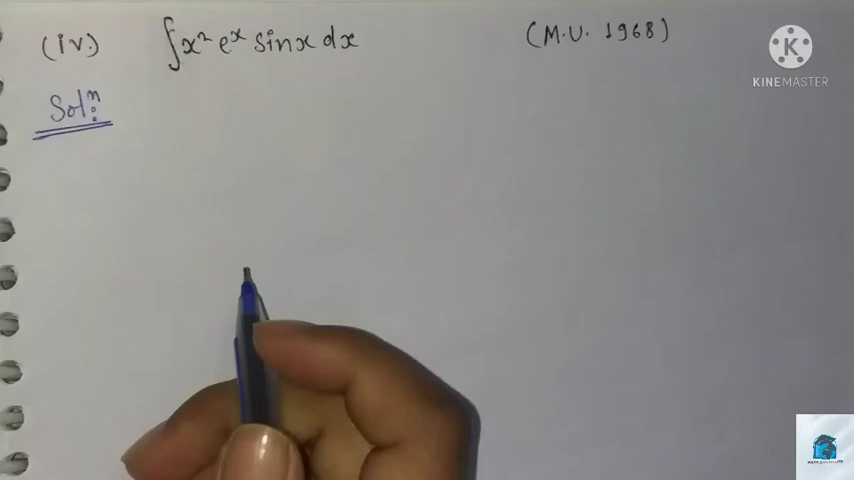 (iv.) ∫x² eˣ sinx dx (M.U. 1968)
Solⁿ:
KINEMASTER